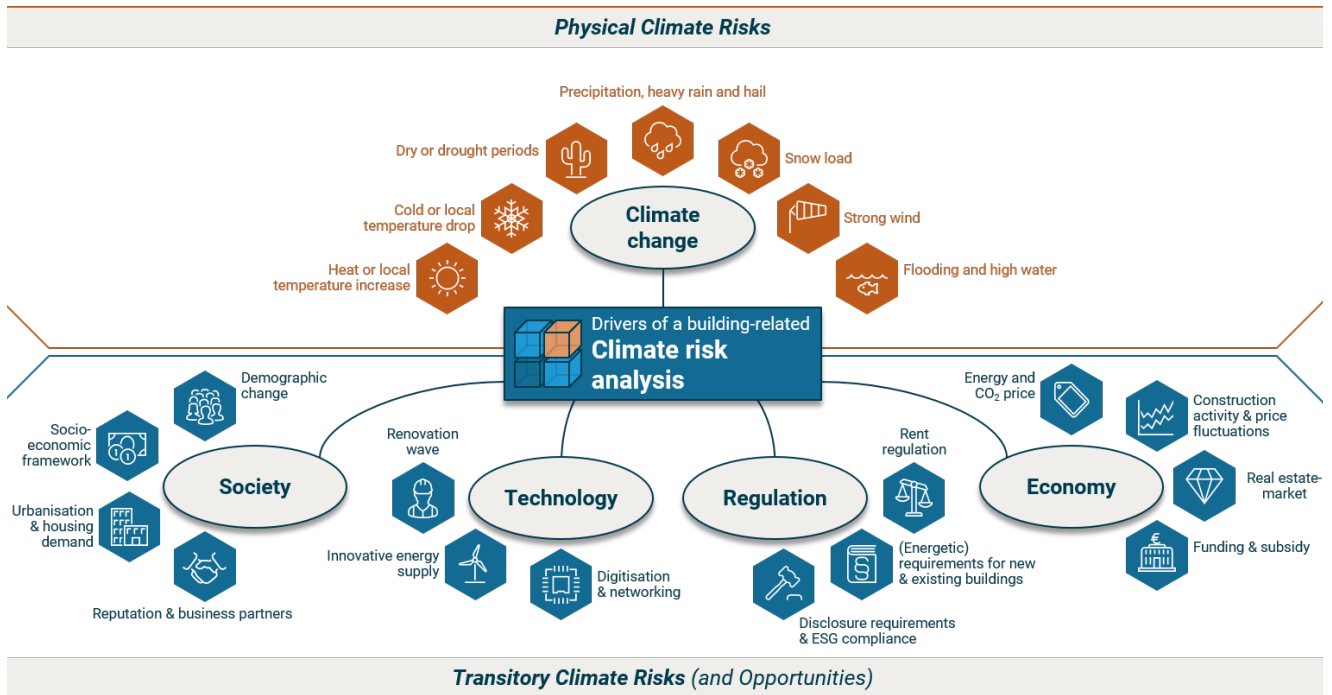 Physical Climate Risks
Precipitation, heavy rain and hail
Dry or drought periods
Snow load
Cold or local
temperature drop
Climate
change
Strong wind
Heat or local
temperature increase
Flooding and high water
Drivers of a building-related
Climate risk
analysis
Demographic
change
Socio-
economic
framework
Society
Urbanisation
& housing
demand
Reputation & business partners
Renovation
wave
Technology
Innovative energy
supply
Digitisation
& networking
Rent
regulation
Regulation
(Energetic)
requirements for new
& existing buildings
Disclosure requirements
& ESG compliance
Energy and
CO₂ price
Construction
activity & price
fluctuations
Economy
Real estate-
market
Funding & subsidy
Transitory Climate Risks (and Opportunities)